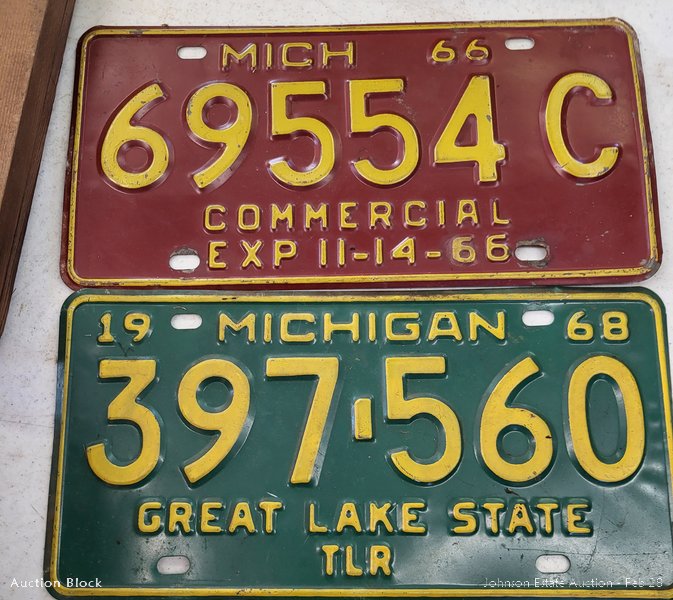 MICH 66
69554 C
COMMERCIAL
EXP 11-14-66
19 MICHIGAN 68
397-560
GREAT LAKE STATE
TLR
Auction Block
Johnson Estate Auction - Feb 28